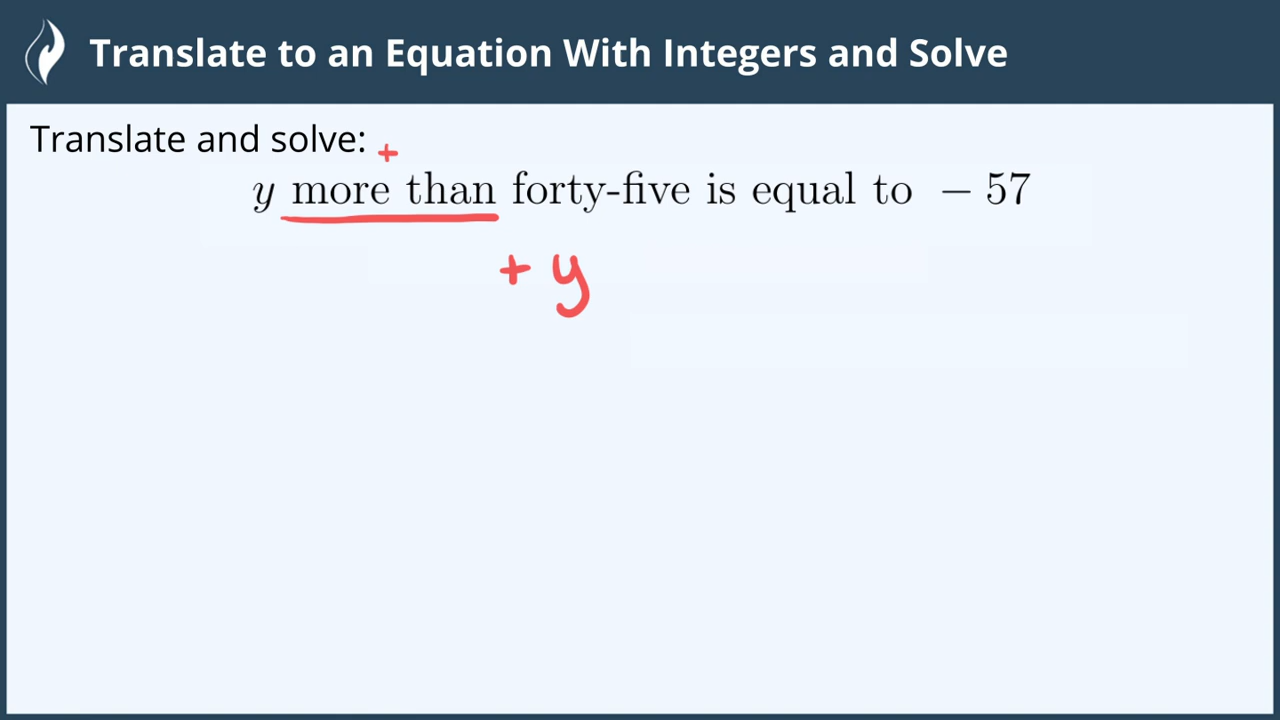 Translate to an Equation With Integers and Solve
Translate and solve:
+
y more than forty-five is equal to − 57
+ y